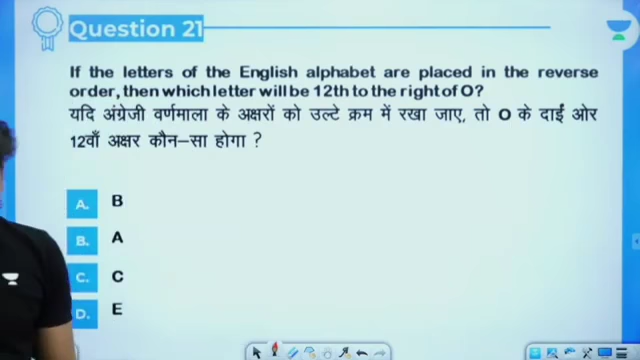 Question 21
If the letters of the English alphabet are placed in the reverse
order, then which letter will be 12th to the right of O?
यदि अंग्रेजी वर्णमाला के अक्षरों को उल्टे क्रम में रखा जाए, तो O के दाईं ओर
12वाँ अक्षर कौन–सा होगा ?
A. B
B. A
C. C
D. E